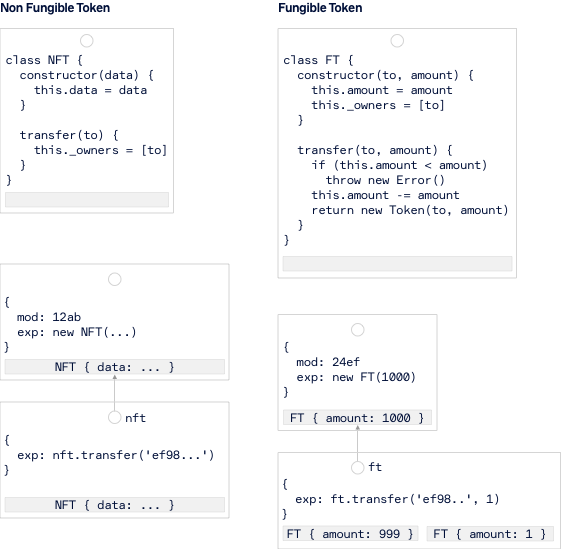 Non Fungible Token
class NFT {
  constructor(data) {
    this.data = data
  }
  transfer(to) {
    this._owners = [to]
  }
}
{
  mod: 12ab
  exp: new NFT(...)
}
NFT { data: ... }
nft
{
  exp: nft.transfer('ef98...')
}
NFT { data: ... }
Fungible Token
class FT {
  constructor(to, amount) {
    this.amount = amount
    this._owners = [to]
  }
  transfer(to, amount) {
    if (this.amount < amount)
      throw new Error()
    this.amount -= amount
    return new Token(to, amount)
  }
}
{
  mod: 24ef
  exp: new FT(1000)
}
FT { amount: 1000 }
ft
{
  exp: ft.transfer('ef98..', 1)
}
FT { amount: 999 }
FT { amount: 1 }